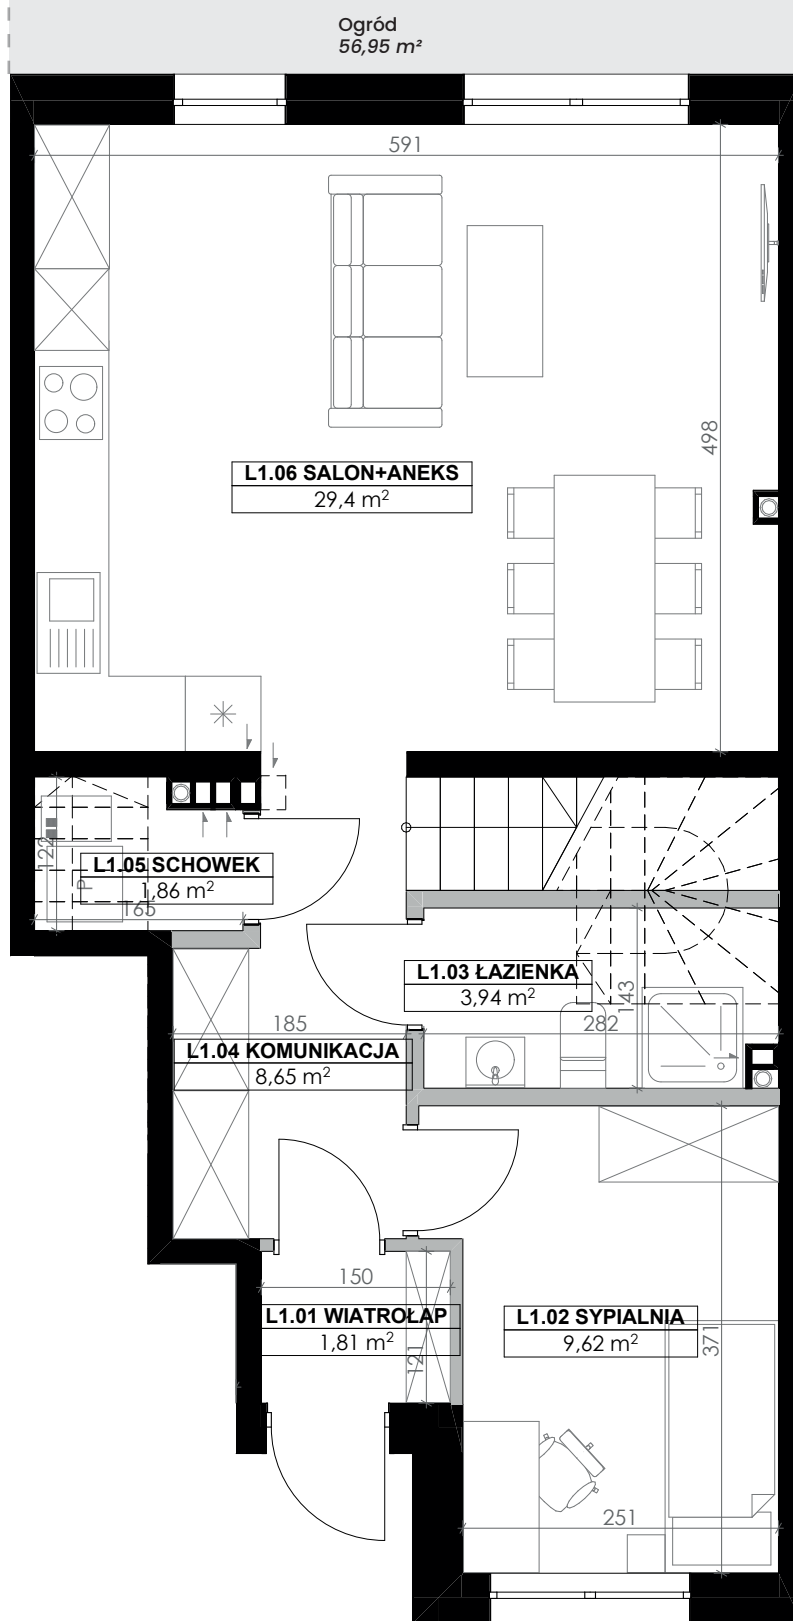 Ogród
56,95 m²
591
498
L1.06 SALON+ANEKS
29,4 m²
122
L1.05 SCHOWEK
1,86 m²
P
165
L1.03 ŁAZIENKA
3,94 m²
143
185
282
L1.04 KOMUNIKACJA
8,65 m²
150
L1.01 WIATROŁAP
1,81 m²
121
L1.02 SYPIALNIA
9,62 m²
371
251